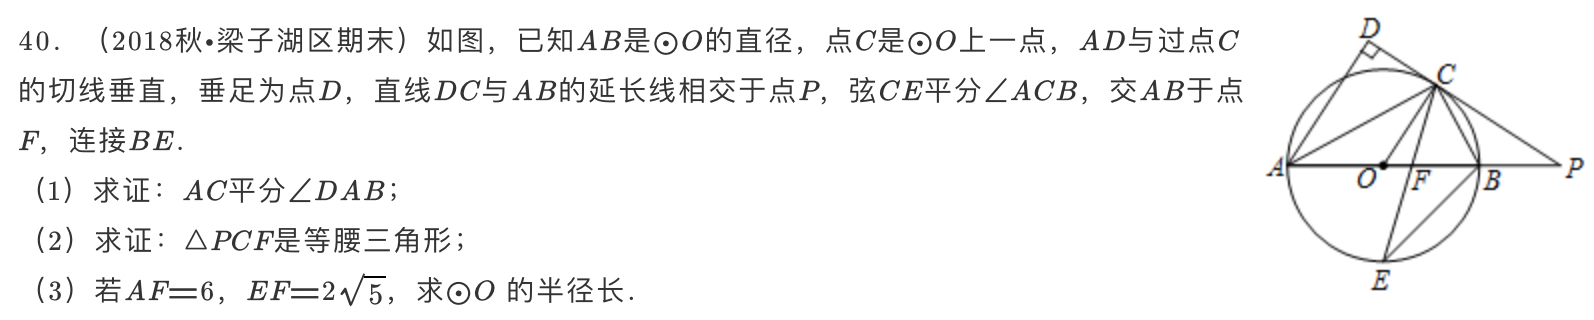 40. （2018秋•梁子湖区期末）如图，已知AB是⊙O的直径，点C是⊙O上一点，AD与过点C
的切线垂直，垂足为点D，直线DC与AB的延长线相交于点P，弦CE平分∠ACB，交AB于点
F，连接BE.
（1）求证：AC平分∠DAB；
（2）求证：△PCF是等腰三角形；
（3）若AF=6，EF=2√5，求⊙O 的半径长.
D
C
A
O
F
B
P
E